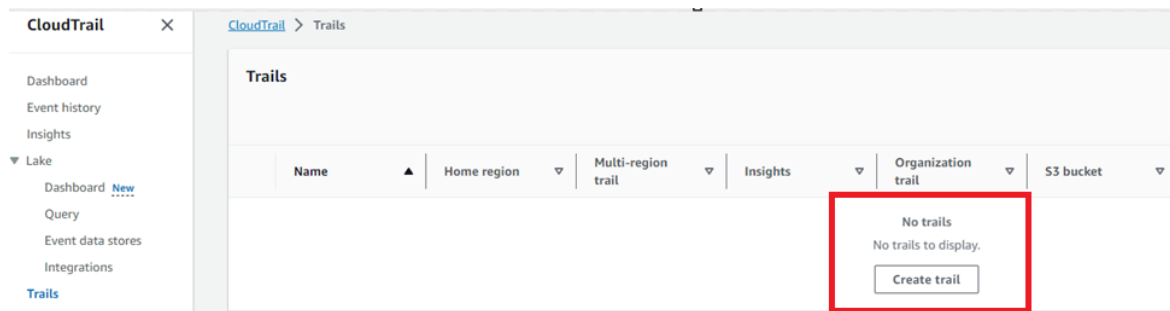 CloudTrail
CloudTrail > Trails
Dashboard
Event history
Insights
Lake
Dashboard New
Query
Event data stores
Integrations
Trails
Trails
Name
Home region
Multi-region
trail
Insights
Organization
trail
S3 bucket
No trails
No trails to display.
Create trail